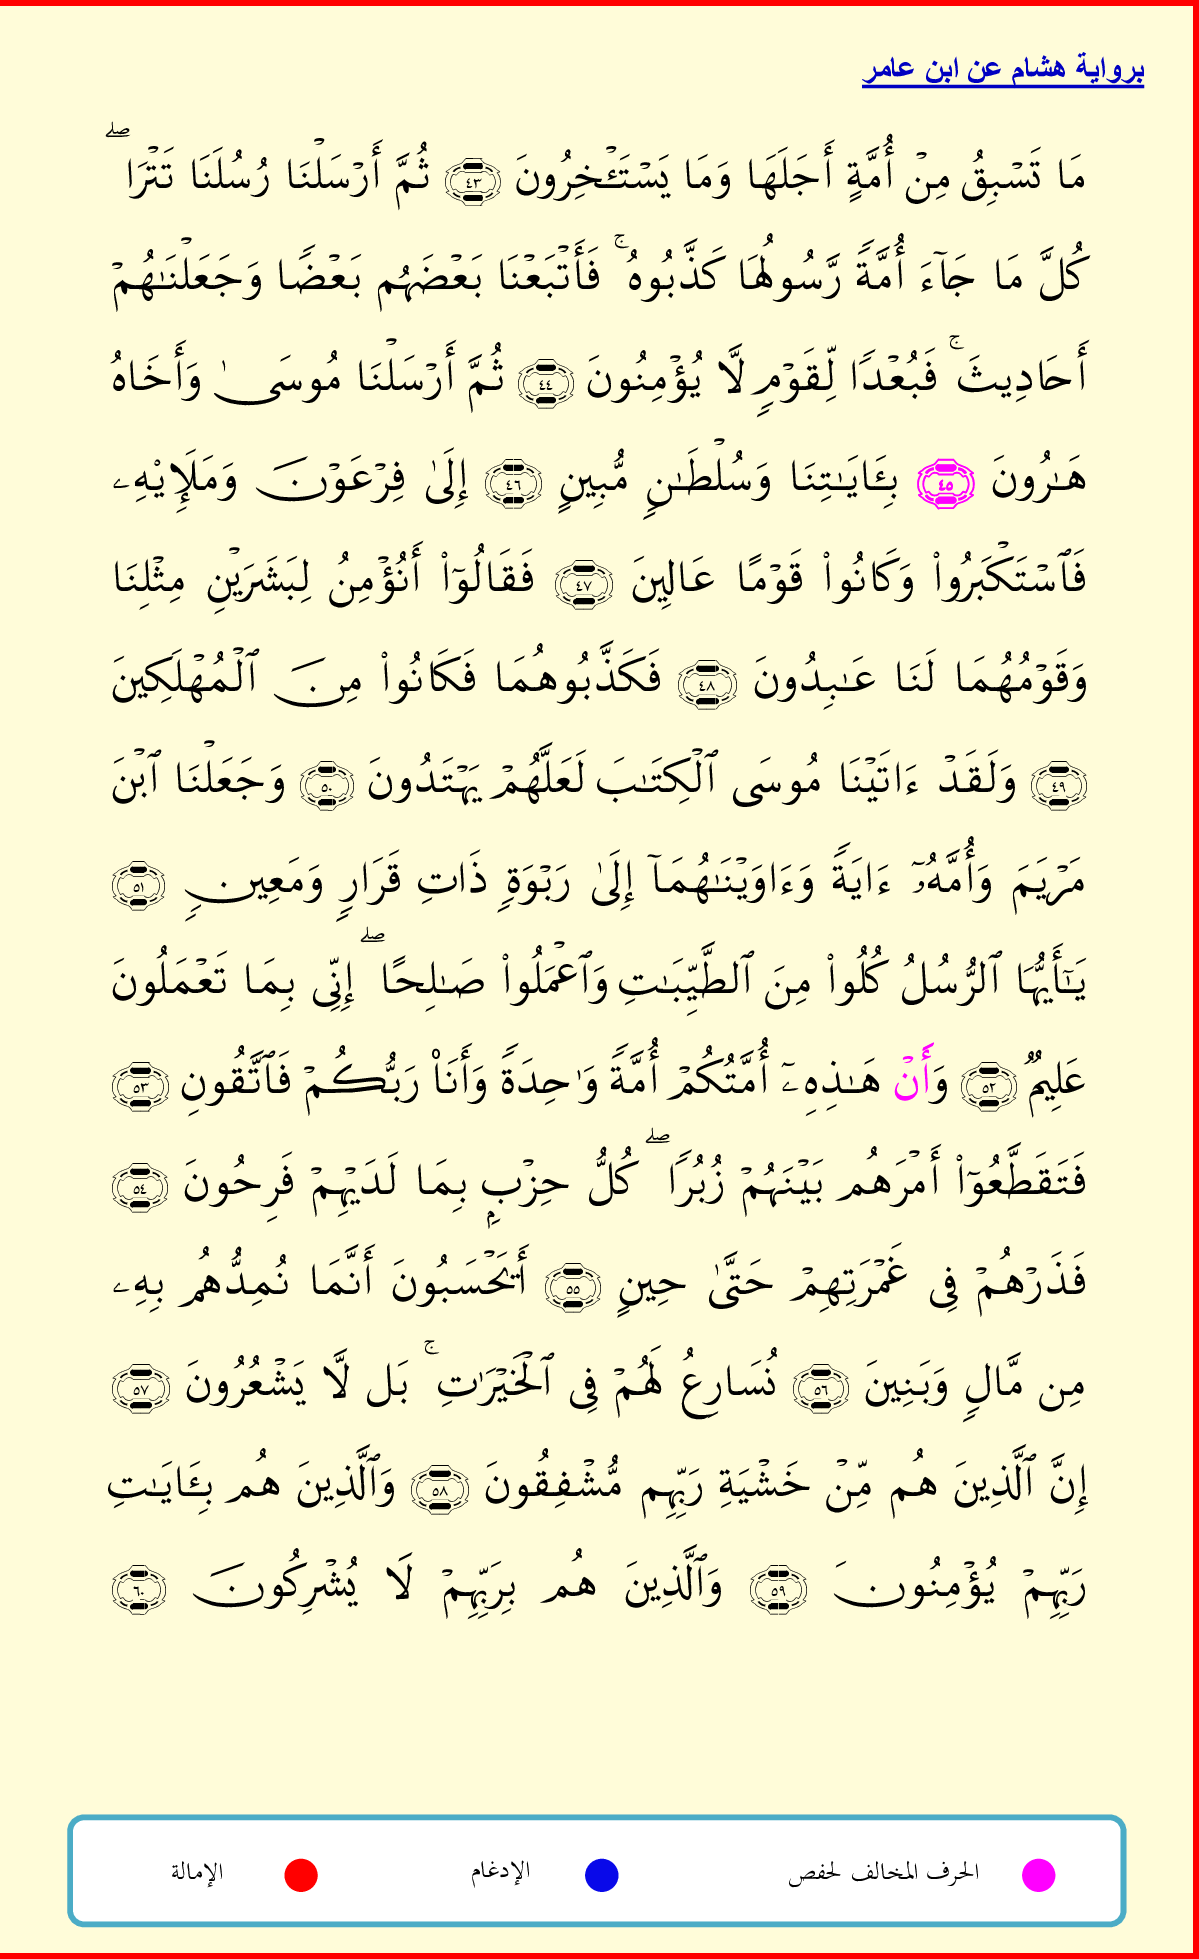 برواية هشام عن ابن عامر
مَا تَسْبِقُ مِنْ أُمَّةٍ أَجَلَهَا وَمَا يَسْتَـْٔخِرُونَ ٤٣ ثُمَّ أَرْسَلْنَا رُسُلَنَا تَتْرَا ۖ
كُلَّ مَا جَآءَ أُمَّةً رَّسُولُهَا كَذَّبُوهُ ۚ فَأَتْبَعْنَا بَعْضَهُم بَعْضًا وَجَعَلْنَـٰهُمْ
أَحَادِيثَ ۚ فَبُعْدًا لِّقَوْمٍ لَّا يُؤْمِنُونَ ٤٤ ثُمَّ أَرْسَلْنَا مُوسَىٰ وَأَخَاهُ
هَـٰرُونَ ٤٥ بِـَٔايَـٰتِنَا وَسُلْطَـٰنٍ مُّبِينٍ ٤٦ إِلَىٰ فِرْعَوْنَ وَمَلَإِي۟هِۦ
فَٱسْتَكْبَرُوا۟ وَكَانُوا۟ قَوْمًا عَالِينَ ٤٧ فَقَالُوٓا۟ أَنُؤْمِنُ لِبَشَرَيْنِ مِثْلِنَا
وَقَوْمُهُمَا لَنَا عَـٰبِدُونَ ٤٨ فَكَذَّبُوهُمَا فَكَانُوا۟ مِنَ ٱلْمُهْلَكِينَ
٤٩ وَلَقَدْ ءَاتَيْنَا مُوسَى ٱلْكِتَـٰبَ لَعَلَّهُمْ يَهْتَدُونَ ٥٠ وَجَعَلْنَا ٱبْنَ
مَرْيَمَ وَأُمَّهُۥٓ ءَايَةً وَءَاوَيْنَـٰهُمَآ إِلَىٰ رَبْوَةٍ ذَاتِ قَرَارٍ وَمَعِينٍ ٥١
يَـٰٓأَيُّهَا ٱلرُّسُلُ كُلُوا۟ مِنَ ٱلطَّيِّبَـٰتِ وَٱعْمَلُوا۟ صَـٰلِحًا ۖ إِنِّى بِمَا تَعْمَلُونَ
عَلِيمٌ ٥٢ وَأَنْ هَـٰذِهِۦٓ أُمَّتُكُمْ أُمَّةً وَٰحِدَةً وَأَنَا۠ رَبُّكُمْ فَٱتَّقُونِ ٥٣
فَتَقَطَّعُوٓا۟ أَمْرَهُم بَيْنَهُمْ زُبُرًا ۖ كُلُّ حِزْبٍۭ بِمَا لَدَيْهِمْ فَرِحُونَ ٥٤
فَذَرْهُمْ فِى غَمْرَتِهِمْ حَتَّىٰ حِينٍ ٥٥ أَيَحْسَبُونَ أَنَّمَا نُمِدُّهُم بِهِۦ
مِن مَّالٍ وَبَنِينَ ٥٦ نُسَارِعُ لَهُمْ فِى ٱلْخَيْرَٰتِ ۚ بَل لَّا يَشْعُرُونَ ٥٧
إِنَّ ٱلَّذِينَ هُم مِّنْ خَشْيَةِ رَبِّهِم مُّشْفِقُونَ ٥٨ وَٱلَّذِينَ هُم بِـَٔايَـٰتِ
رَبِّهِمْ يُؤْمِنُونَ ٥٩ وَٱلَّذِينَ هُم بِرَبِّهِمْ لَا يُشْرِكُونَ ٦٠
الحرف المخالف لحفص الإدغام الإمالة